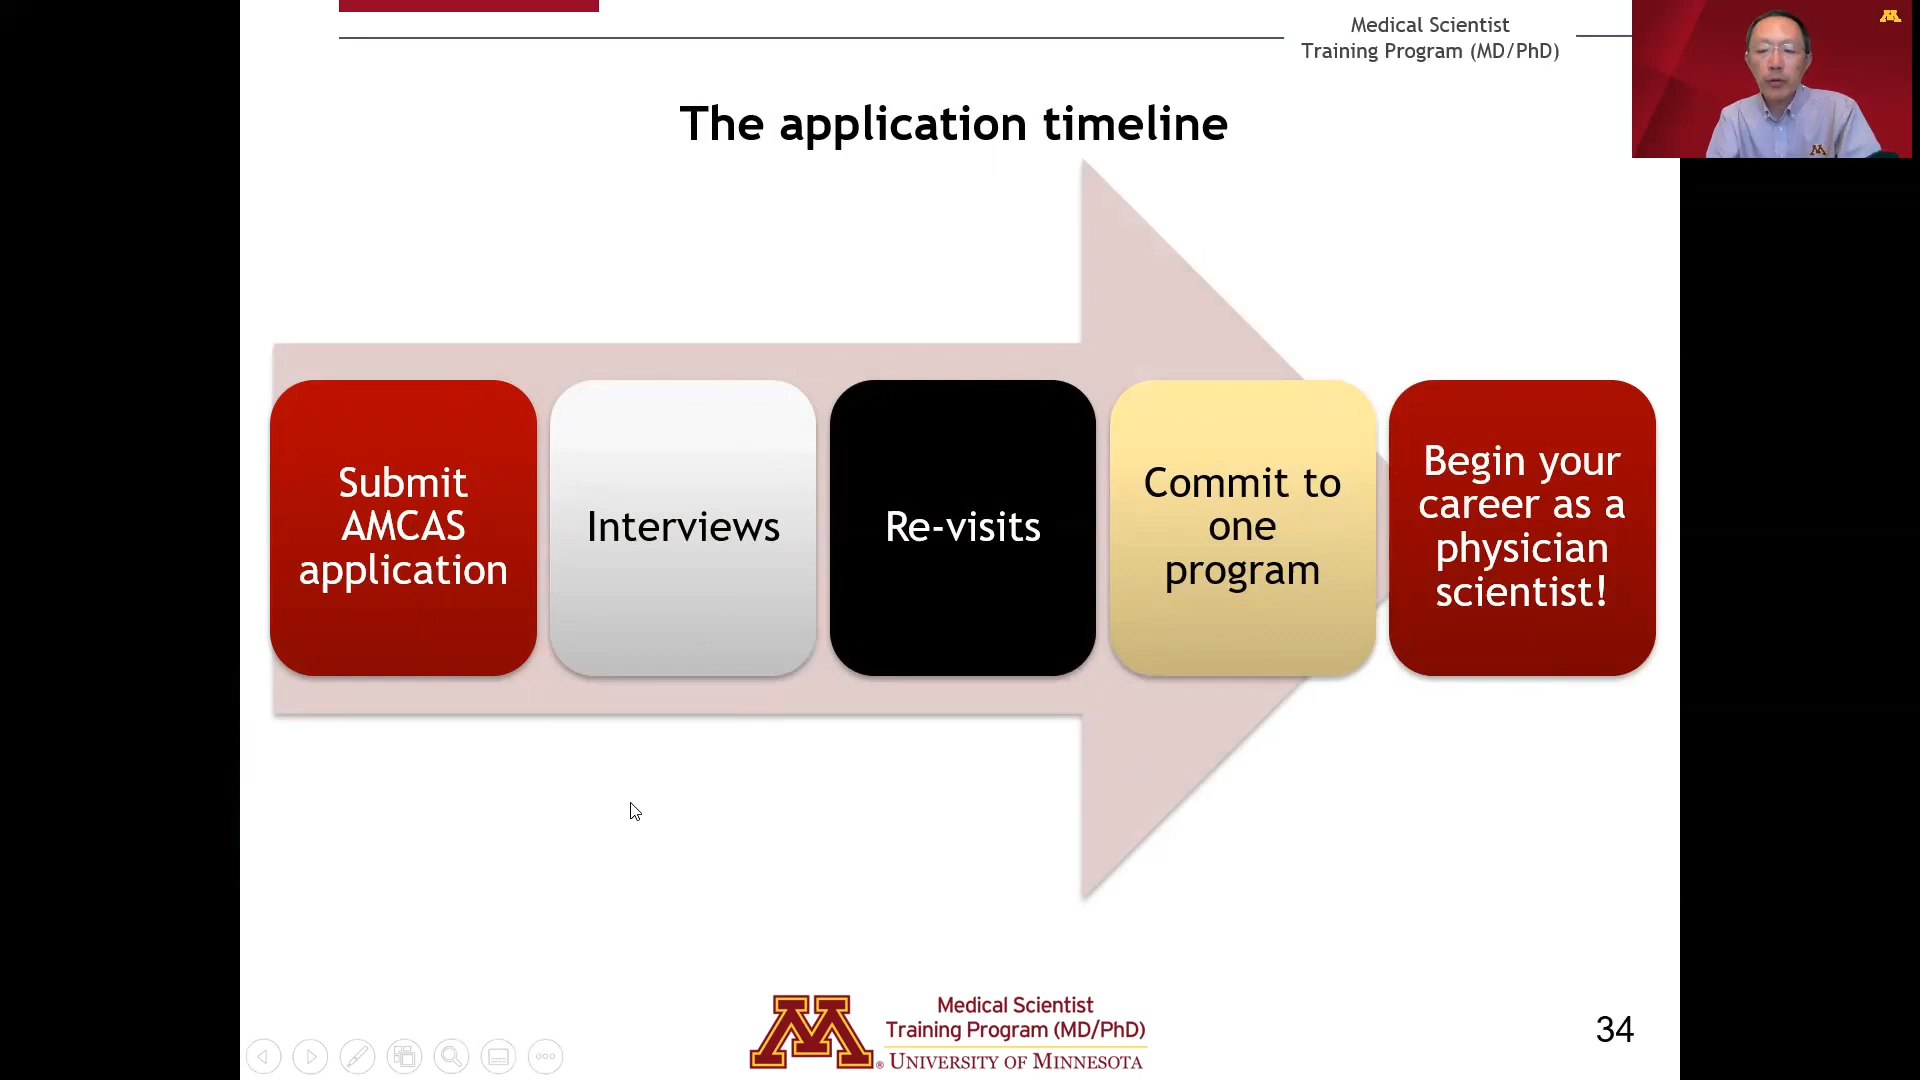 Medical Scientist
Training Program (MD/PhD)
M
M
The application timeline
Submit
AMCAS
application
Interviews
Re-visits
Commit to
one
program
Begin your
career as a
physician
scientist!
M
®
Medical Scientist
Training Program (MD/PhD)
UNIVERSITY OF MINNESOTA
34